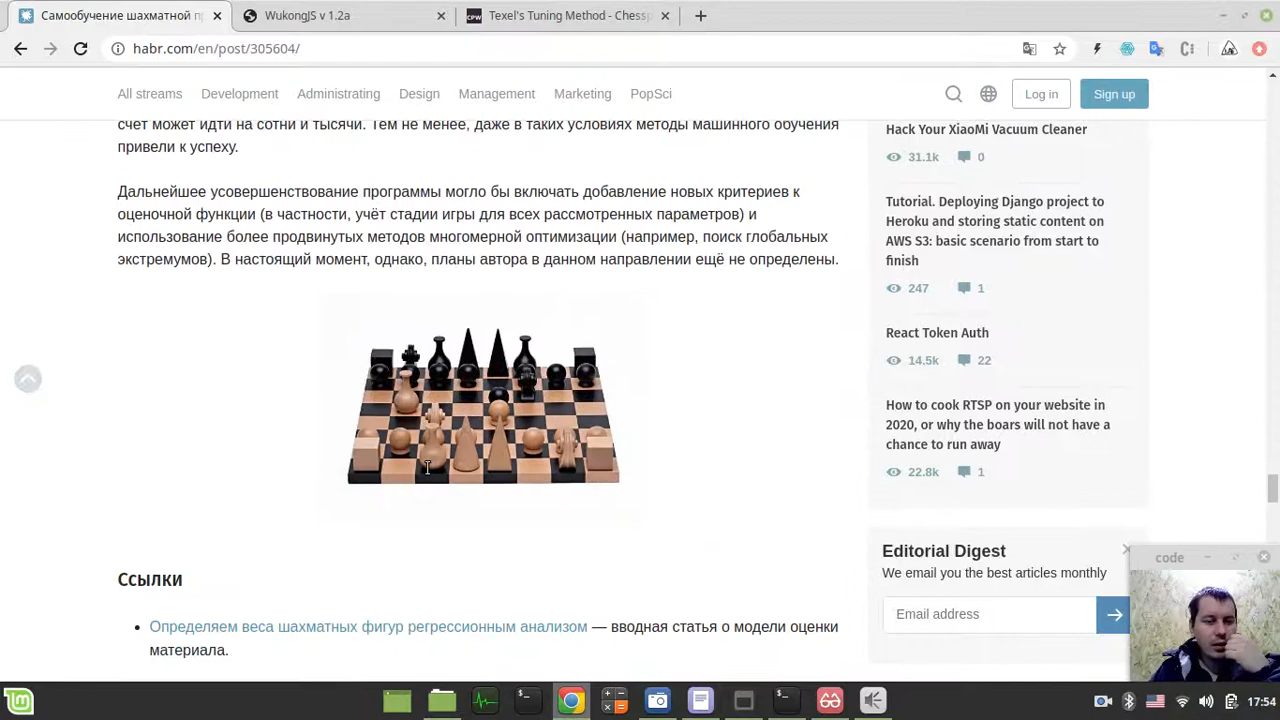 Самообучение шахматной п
WukongJS v 1.2a
CPW
Texel's Tuning Method - Chessp
habr.com/en/post/305604/
All streams
Development
Administrating
Design
Management
Marketing
PopSci
Log in
Sign up
счет может идти на сотни и тысячи. Тем не менее, даже в таких условиях методы машинного обучения
привели к успеху.
Дальнейшее усовершенствование программы могло бы включать добавление новых критериев к
оценочной функции (в частности, учёт стадии игры для всех рассмотренных параметров) и
использование более продвинутых методов многомерной оптимизации (например, поиск глобальных
экстремумов). В настоящий момент, однако, планы автора в данном направлении ещё не определены.
Ссылки
Определяем веса шахматных фигур регрессионным анализом — вводная статья о модели оценки
материала.
Hack Your XiaoMi Vacuum Cleaner
31.1k 0
Tutorial. Deploying Django project to
Heroku and storing static content on
AWS S3: basic scenario from start to
finish
247 1
React Token Auth
14.5k 22
How to cook RTSP on your website in
2020, or why the boars will not have a
chance to run away
22.8k 1
Editorial Digest
We email you the best articles monthly
Email address
code
17:54